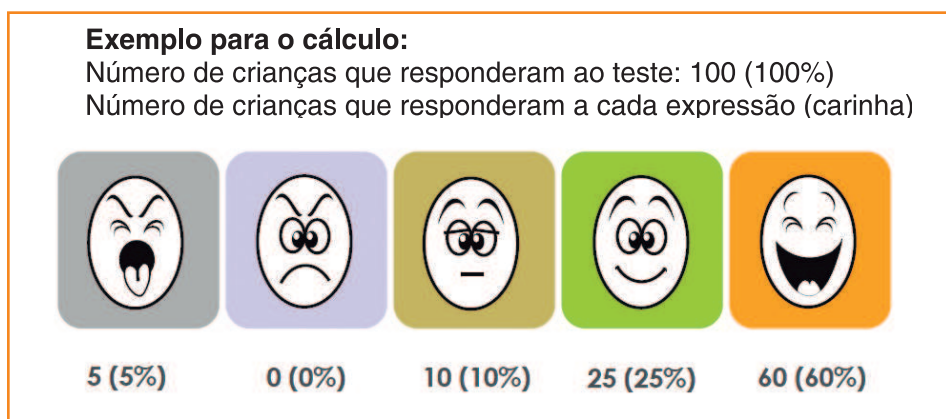 Exemplo para o cálculo:
Número de crianças que responderam ao teste: 100 (100%)
Número de crianças que responderam a cada expressão (carinha)
5 (5%) 0 (0%) 10 (10%) 25 (25%) 60 (60%)